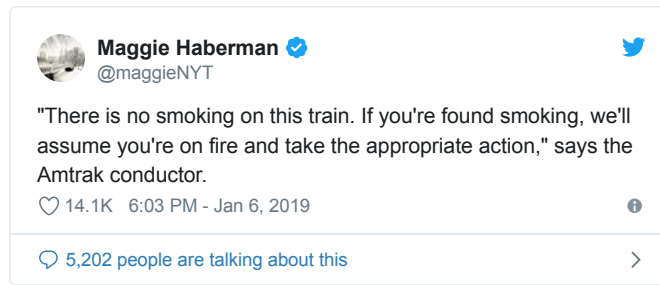 Maggie Haberman
@maggieNYT
"There is no smoking on this train. If you're found smoking, we'll
assume you're on fire and take the appropriate action," says the
Amtrak conductor.
14.1K 6:03 PM - Jan 6, 2019
5,202 people are talking about this